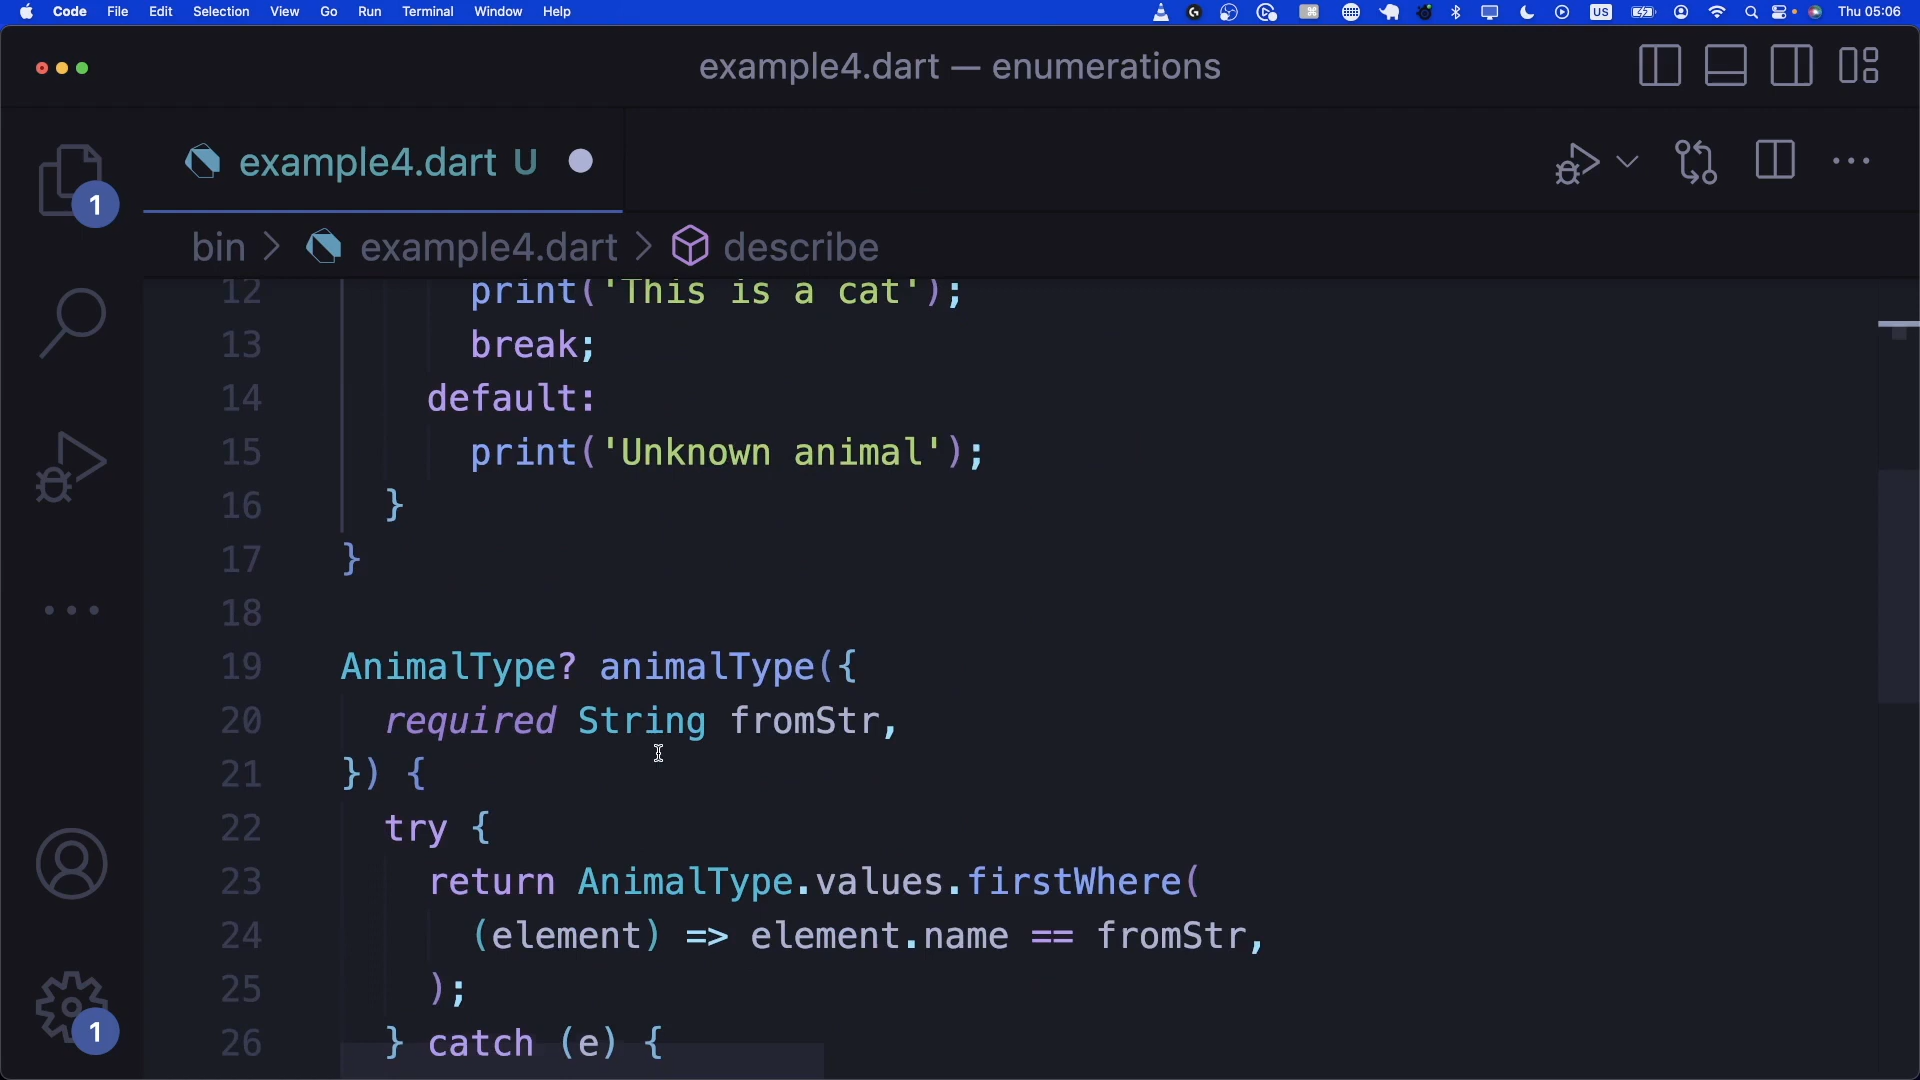 Code File Edit Selection View Go Run Terminal Window Help US Thu 05:06
example4.dart — enumerations
example4.dart U
1
bin > example4.dart > describe
12 print('This is a cat');
13 break;
14 default:
15 print('Unknown animal');
16 }
17 }
18
19 AnimalType? animalType({
20 required String fromStr,
21 }) {
22 try {
23 return AnimalType.values.firstWhere(
24 (element) => element.name == fromStr,
25 );
26 } catch (e) {
1